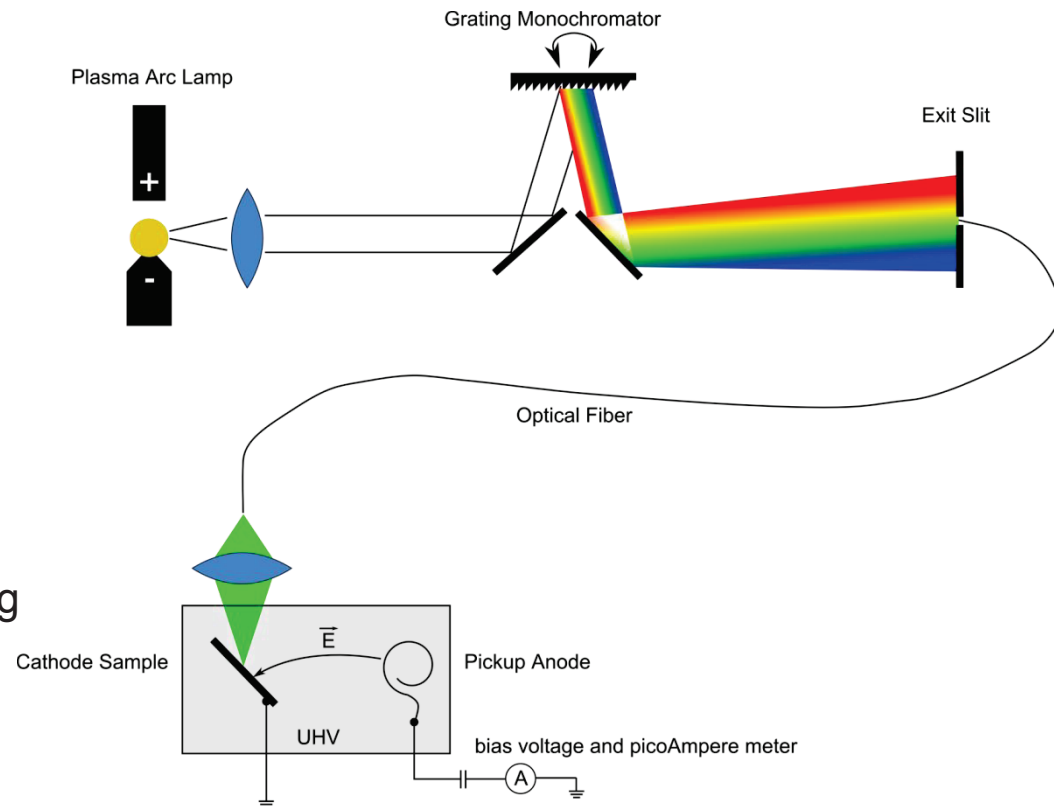 Grating Monochromator
Plasma Arc Lamp
Exit Slit
+
-
Optical Fiber
g
Cathode Sample
E
Pickup Anode
UHV
bias voltage and picoAmpere meter
A